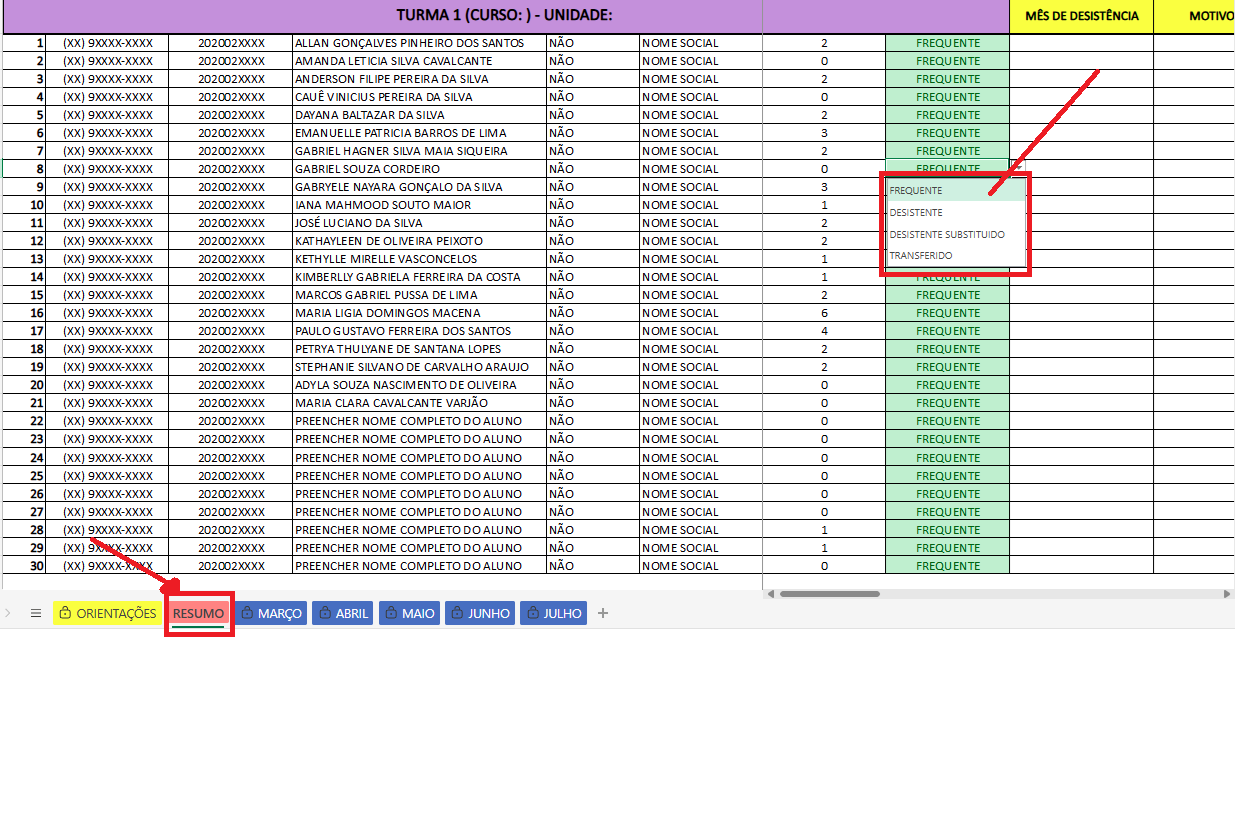 TURMA 1 (CURSO: ) - UNIDADE: MÊS DE DESISTÊNCIA MOTIVO
1 (XX) 9XXXX-XXXX 202002XXXX ALLAN GONÇALVES PINHEIRO DOS SANTOS NÃO NOME SOCIAL 2 FREQUENTE
2 (XX) 9XXXX-XXXX 202002XXXX AMANDA LETICIA SILVA CAVALCANTE NÃO NOME SOCIAL 0 FREQUENTE
3 (XX) 9XXXX-XXXX 202002XXXX ANDERSON FILIPE PEREIRA DA SILVA NÃO NOME SOCIAL 2 FREQUENTE
4 (XX) 9XXXX-XXXX 202002XXXX CAUÊ VINICIUS PEREIRA DA SILVA NÃO NOME SOCIAL 0 FREQUENTE
5 (XX) 9XXXX-XXXX 202002XXXX DAYANA BALTAZAR DA SILVA NÃO NOME SOCIAL 2 FREQUENTE
6 (XX) 9XXXX-XXXX 202002XXXX EMANUELLE PATRICIA BARROS DE LIMA NÃO NOME SOCIAL 3 FREQUENTE
7 (XX) 9XXXX-XXXX 202002XXXX GABRIEL HAGNER SILVA MAIA SIQUEIRA NÃO NOME SOCIAL 2 FREQUENTE
8 (XX) 9XXXX-XXXX 202002XXXX GABRIEL SOUZA CORDEIRO NÃO NOME SOCIAL 0 FREQUENTE
9 (XX) 9XXXX-XXXX 202002XXXX GABRYELE NAYARA GONÇALO DA SILVA NÃO NOME SOCIAL 3
10 (XX) 9XXXX-XXXX 202002XXXX IANA MAHMOOD SOUTO MAIOR NÃO NOME SOCIAL 1
11 (XX) 9XXXX-XXXX 202002XXXX JOSÉ LUCIANO DA SILVA NÃO NOME SOCIAL 2
12 (XX) 9XXXX-XXXX 202002XXXX KATHAYLEEN DE OLIVEIRA PEIXOTO NÃO NOME SOCIAL 2
13 (XX) 9XXXX-XXXX 202002XXXX KETHYLLE MIRELLE VASCONCELOS NÃO NOME SOCIAL 1
FREQUENTE
DESISTENTE
DESISTENTE SUBSTITUIDO
TRANSFERIDO
14 (XX) 9XXXX-XXXX 202002XXXX KIMBERLLY GABRIELA FERREIRA DA COSTA NÃO NOME SOCIAL 1 FREQUENTE
15 (XX) 9XXXX-XXXX 202002XXXX MARCOS GABRIEL PUSSA DE LIMA NÃO NOME SOCIAL 2 FREQUENTE
16 (XX) 9XXXX-XXXX 202002XXXX MARIA LIGIA DOMINGOS MACENA NÃO NOME SOCIAL 6 FREQUENTE
17 (XX) 9XXXX-XXXX 202002XXXX PAULO GUSTAVO FERREIRA DOS SANTOS NÃO NOME SOCIAL 4 FREQUENTE
18 (XX) 9XXXX-XXXX 202002XXXX PETRYA THULYANE DE SANTANA LOPES NÃO NOME SOCIAL 2 FREQUENTE
19 (XX) 9XXXX-XXXX 202002XXXX STEPHANIE SILVANO DE CARVALHO ARAUJO NÃO NOME SOCIAL 2 FREQUENTE
20 (XX) 9XXXX-XXXX 202002XXXX ADYLA SOUZA NASCIMENTO DE OLIVEIRA NÃO NOME SOCIAL 0 FREQUENTE
21 (XX) 9XXXX-XXXX 202002XXXX MARIA CLARA CAVALCANTE VARJÃO NÃO NOME SOCIAL 0 FREQUENTE
22 (XX) 9XXXX-XXXX 202002XXXX PREENCHER NOME COMPLETO DO ALUNO NÃO NOME SOCIAL 0 FREQUENTE
23 (XX) 9XXXX-XXXX 202002XXXX PREENCHER NOME COMPLETO DO ALUNO NÃO NOME SOCIAL 0 FREQUENTE
24 (XX) 9XXXX-XXXX 202002XXXX PREENCHER NOME COMPLETO DO ALUNO NÃO NOME SOCIAL 0 FREQUENTE
25 (XX) 9XXXX-XXXX 202002XXXX PREENCHER NOME COMPLETO DO ALUNO NÃO NOME SOCIAL 0 FREQUENTE
26 (XX) 9XXXX-XXXX 202002XXXX PREENCHER NOME COMPLETO DO ALUNO NÃO NOME SOCIAL 0 FREQUENTE
27 (XX) 9XXXX-XXXX 202002XXXX PREENCHER NOME COMPLETO DO ALUNO NÃO NOME SOCIAL 0 FREQUENTE
28 (XX) 9XXXX-XXXX 202002XXXX PREENCHER NOME COMPLETO DO ALUNO NÃO NOME SOCIAL 1 FREQUENTE
29 (XX) 9XXXX-XXXX 202002XXXX PREENCHER NOME COMPLETO DO ALUNO NÃO NOME SOCIAL 1 FREQUENTE
30 (XX) 9XXXX-XXXX 202002XXXX PREENCHER NOME COMPLETO DO ALUNO NÃO NOME SOCIAL 0 FREQUENTE
ORIENTAÇÕES RESUMO MARÇO ABRIL MAIO JUNHO JULHO +